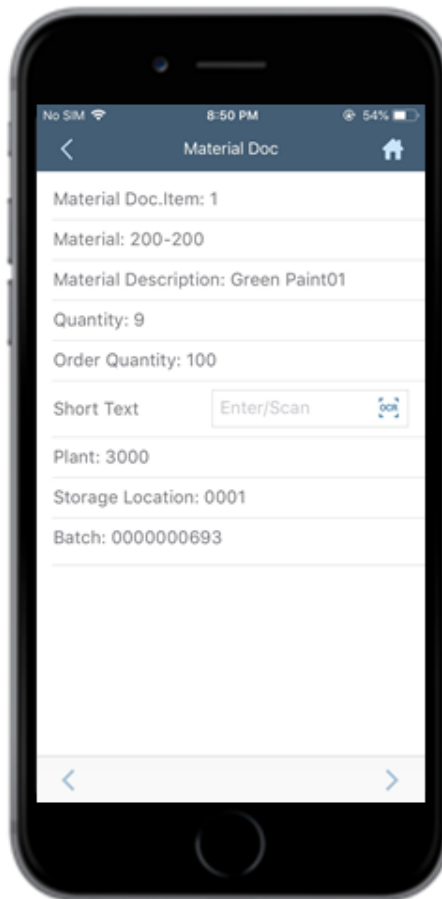 No SIM 8:50 PM 54%
Material Doc
Material Doc.Item: 1
Material: 200-200
Material Description: Green Paint01
Quantity: 9
Order Quantity: 100
Short Text Enter/Scan OCR
Plant: 3000
Storage Location: 0001
Batch: 0000000693